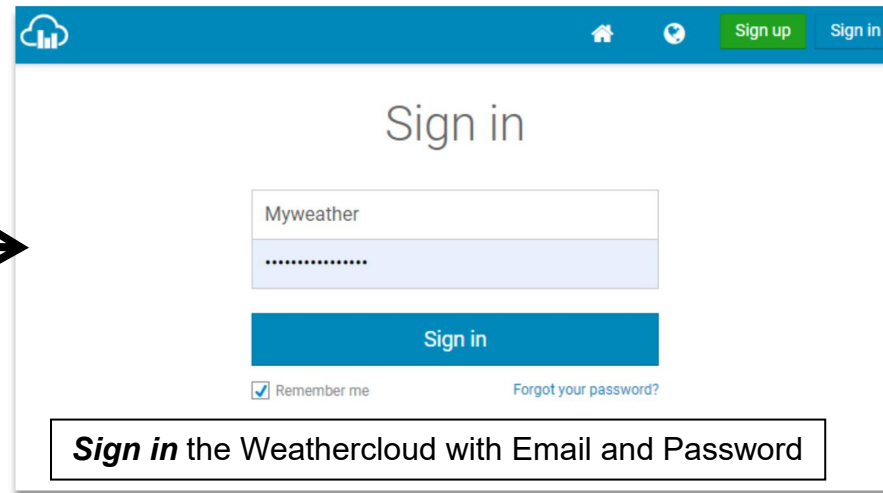 Sign up Sign in
Sign in
Myweather
················
Sign in
Remember me Forgot your password?
Sign in the Weathercloud with Email and Password